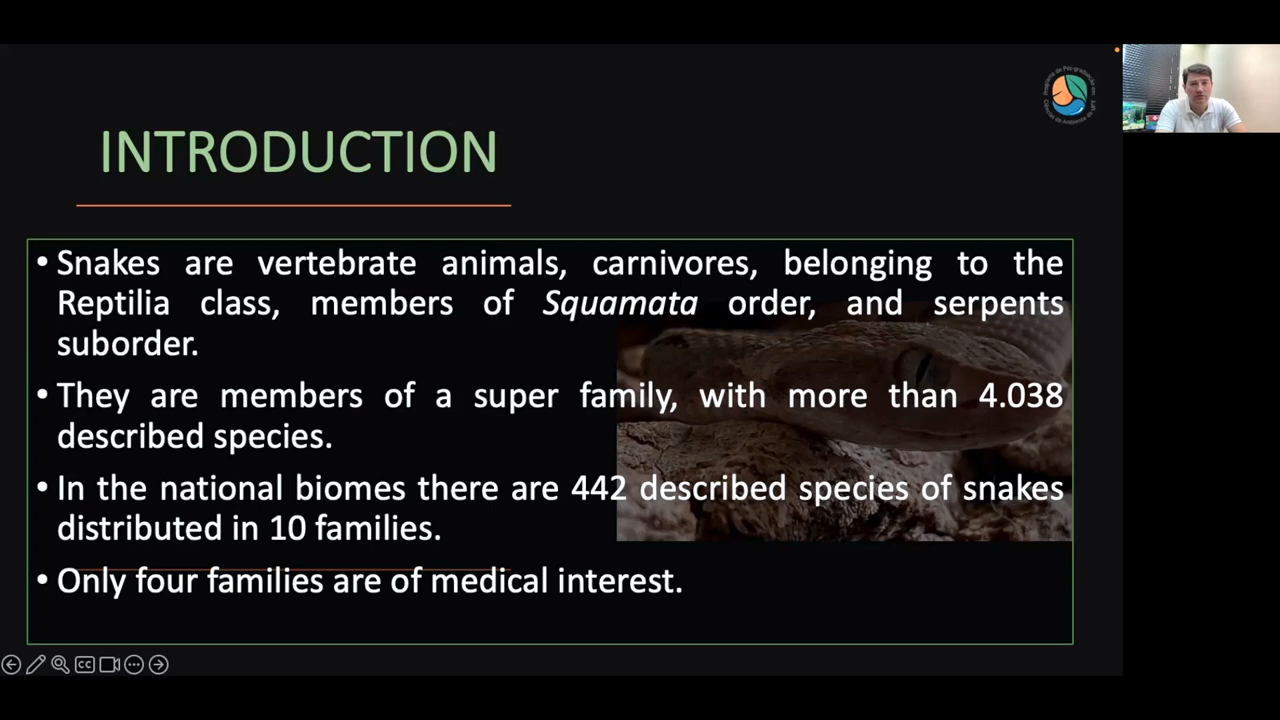 INTRODUCTION
• Snakes are vertebrate animals, carnivores, belonging to the
Reptilia class, members of Squamata order, and serpents
suborder.
• They are members of a super family, with more than 4.038
described species.
• In the national biomes there are 442 described species of snakes
distributed in 10 families.
• Only four families are of medical interest.
CC